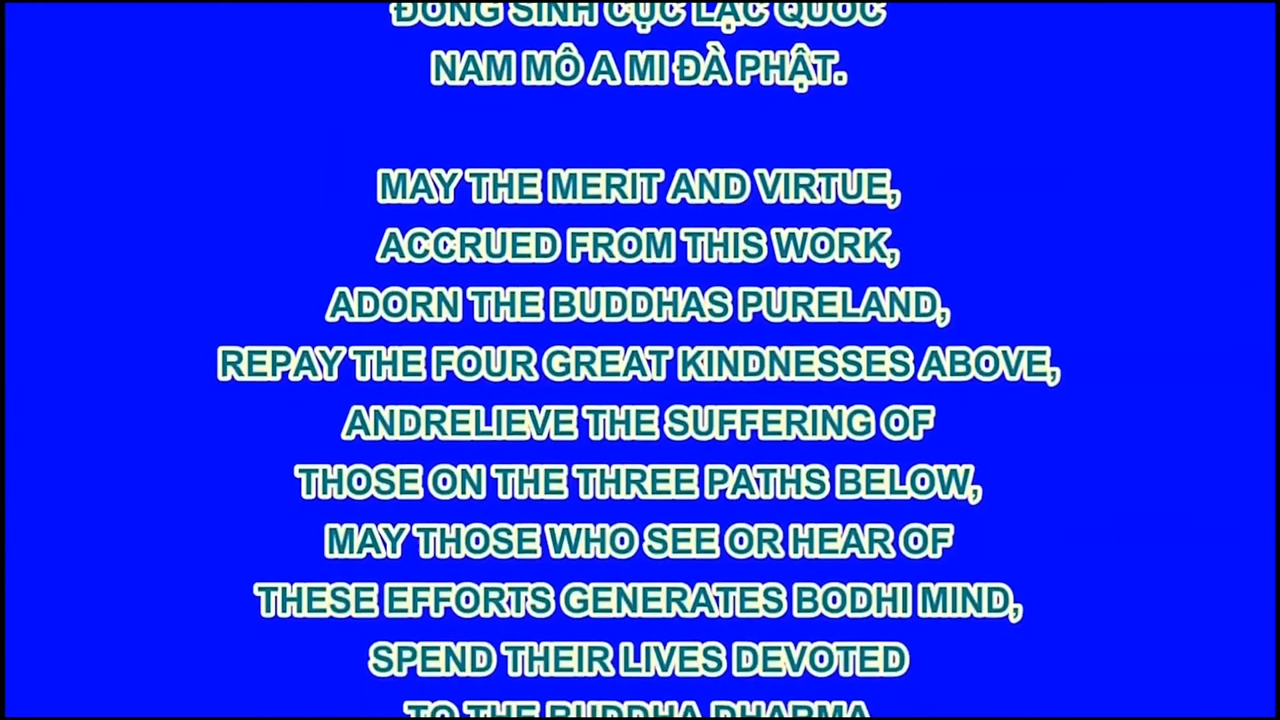 ĐỒNG SINH CỰC LẠC QUỐC
NAM MÔ A MI ĐÀ PHẬT.
MAY THE MERIT AND VIRTUE,
ACCRUED FROM THIS WORK,
ADORN THE BUDDHAS PURELAND,
REPAY THE FOUR GREAT KINDNESSES ABOVE,
ANDRELIEVE THE SUFFERING OF
THOSE ON THE THREE PATHS BELOW,
MAY THOSE WHO SEE OR HEAR OF
THESE EFFORTS GENERATES BODHI MIND,
SPEND THEIR LIVES DEVOTED
TO THE BUDDHA DHARMA